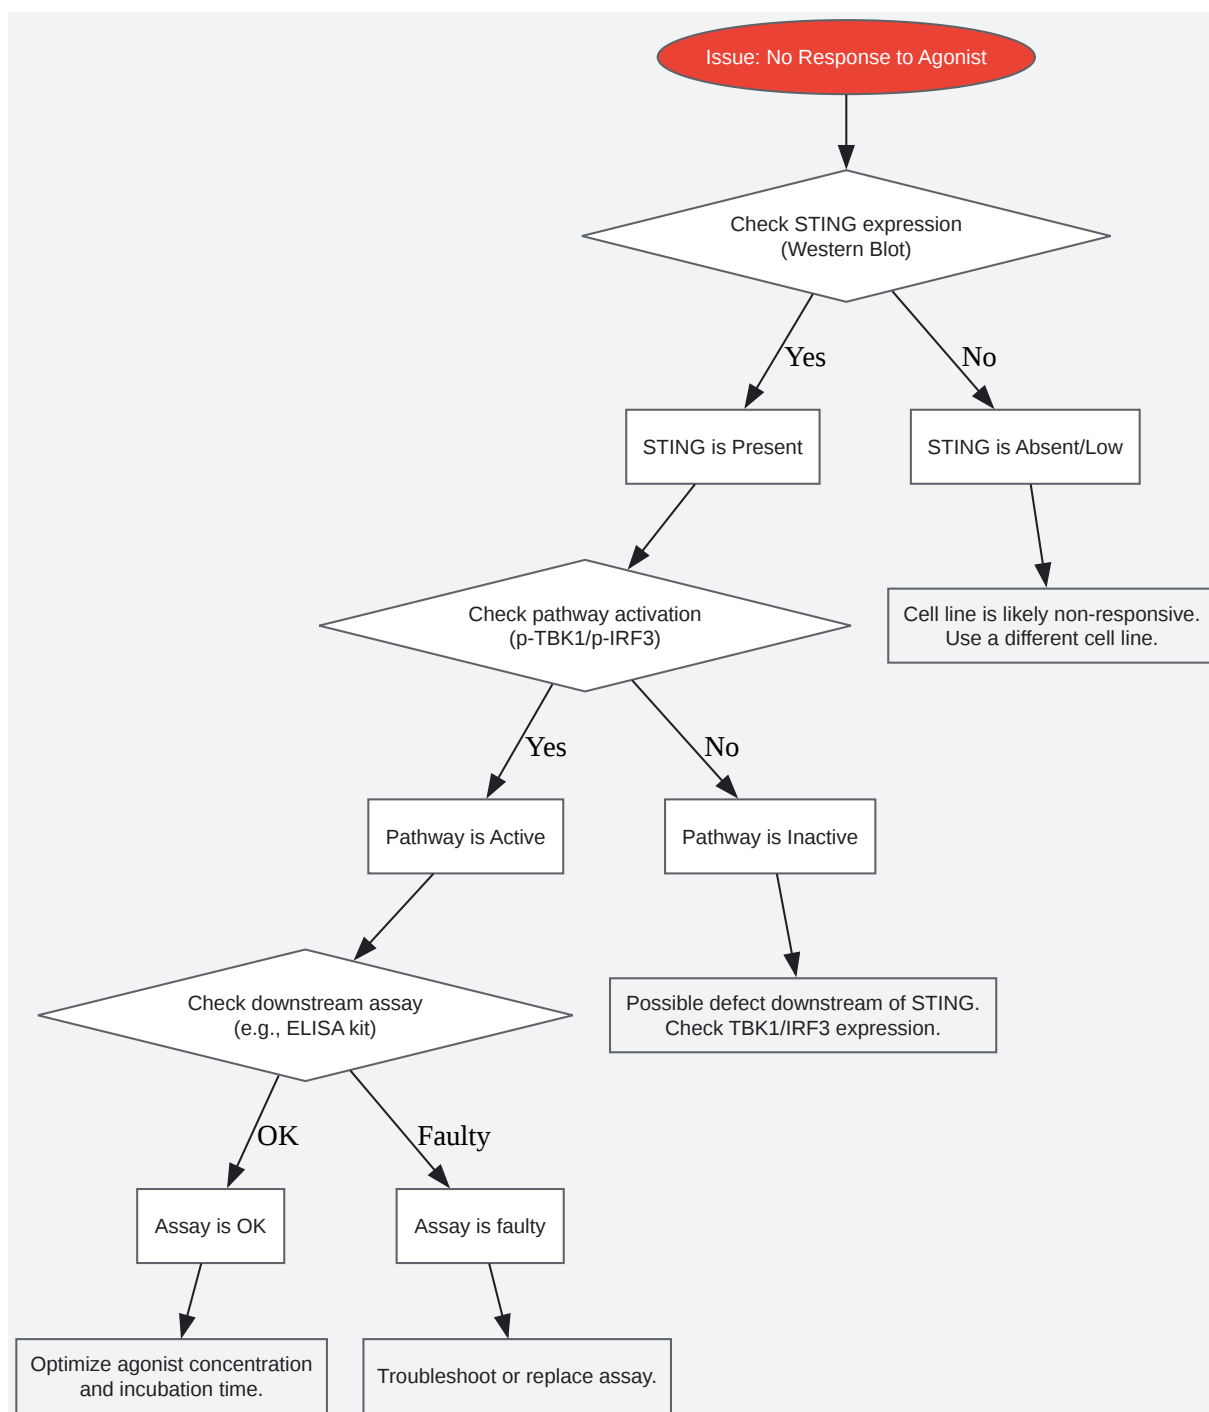 Issue: No Response to Agonist
Check STING expression
(Western Blot)
Yes
No
STING is Present
STING is Absent/Low
Check pathway activation
(p-TBK1/p-IRF3)
Cell line is likely non-responsive.
Use a different cell line.
Yes
No
Pathway is Active
Pathway is Inactive
Check downstream assay
(e.g., ELISA kit)
Possible defect downstream of STING.
Check TBK1/IRF3 expression.
OK
Faulty
Assay is OK
Assay is faulty
Optimize agonist concentration
and incubation time.
Troubleshoot or replace assay.